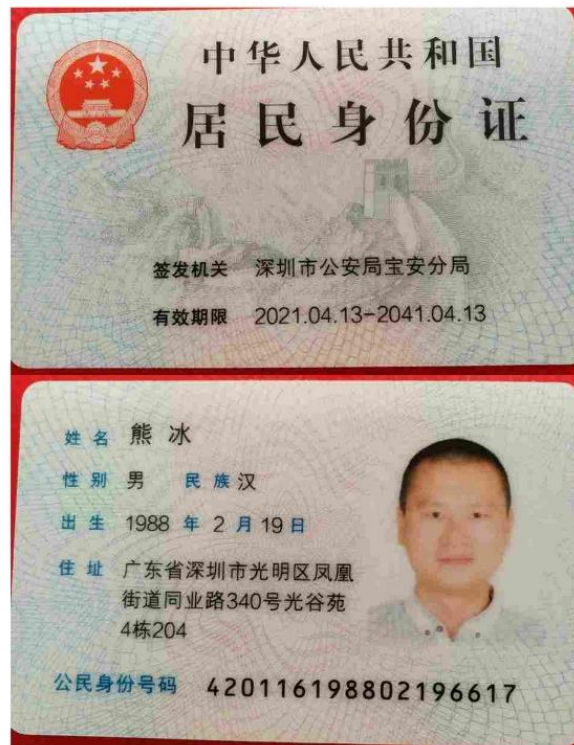 中华人民共和国
居民身份证
签发机关 深圳市公安局宝安分局
有效期限 2021.04.13-2041.04.13
姓名 熊冰
性别 男 民族 汉
出生 1988 年 2 月 19 日
住址 广东省深圳市光明区凤凰
街道同业路340号光谷苑
4栋204
公民身份号码 420116198802196617